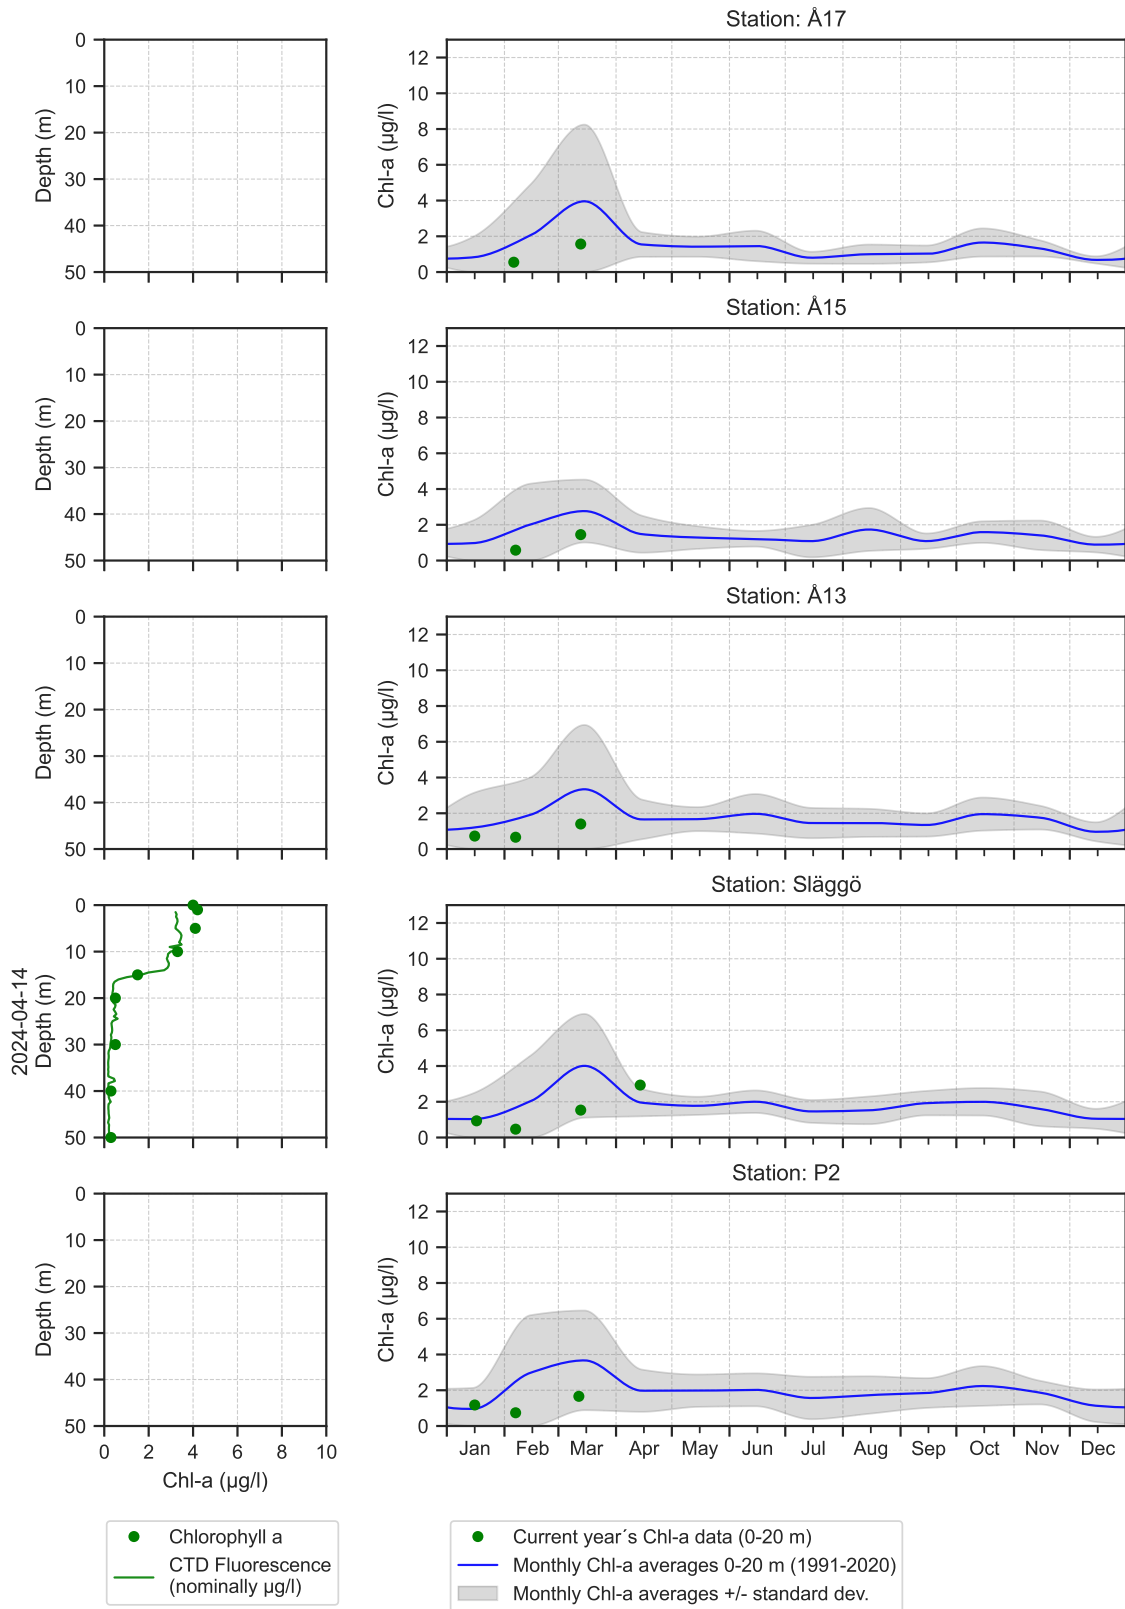 Station: Å17
0
10
20
30
40
50
Depth (m)
12
10
8
6
4
2
0
Chl-a (µg/l)
Station: Å15
0
10
20
30
40
50
Depth (m)
12
10
8
6
4
2
0
Chl-a (µg/l)
Station: Å13
0
10
20
30
40
50
Depth (m)
12
10
8
6
4
2
0
Chl-a (µg/l)
Station: Släggö
0
10
20
30
40
50
2024-04-14
Depth (m)
12
10
8
6
4
2
0
Chl-a (µg/l)
Station: P2
0
10
20
30
40
50
Depth (m)
0 2 4 6 8 10
Chl-a (µg/l)
12
10
8
6
4
2
0
Chl-a (µg/l)
Jan Feb Mar Apr May Jun Jul Aug Sep Oct Nov Dec
Chlorophyll a
CTD Fluorescence
(nominally µg/l)
Current year´s Chl-a data (0-20 m)
Monthly Chl-a averages 0-20 m (1991-2020)
Monthly Chl-a averages +/- standard dev.